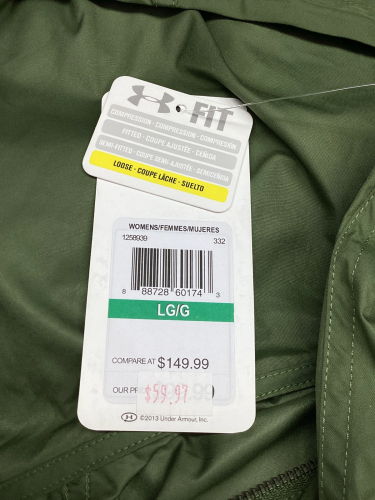 FIT
COMPRESSION · COMPRESSION · COMPRESIÓN
FITTED · COUPE AJUSTÉE · CEÑIDA
SEMI-FITTED · COUPE SEMI-AJUSTÉE · SEMICEÑIDA
LOOSE · COUPE LÂCHE · SUELTO
WOMENS/FEMMES/MUJERES
1258939 332
8 88728 60174 3
LG/G
COMPARE AT $149.99
OUR
$59.97
©2013 Under Armour, Inc.